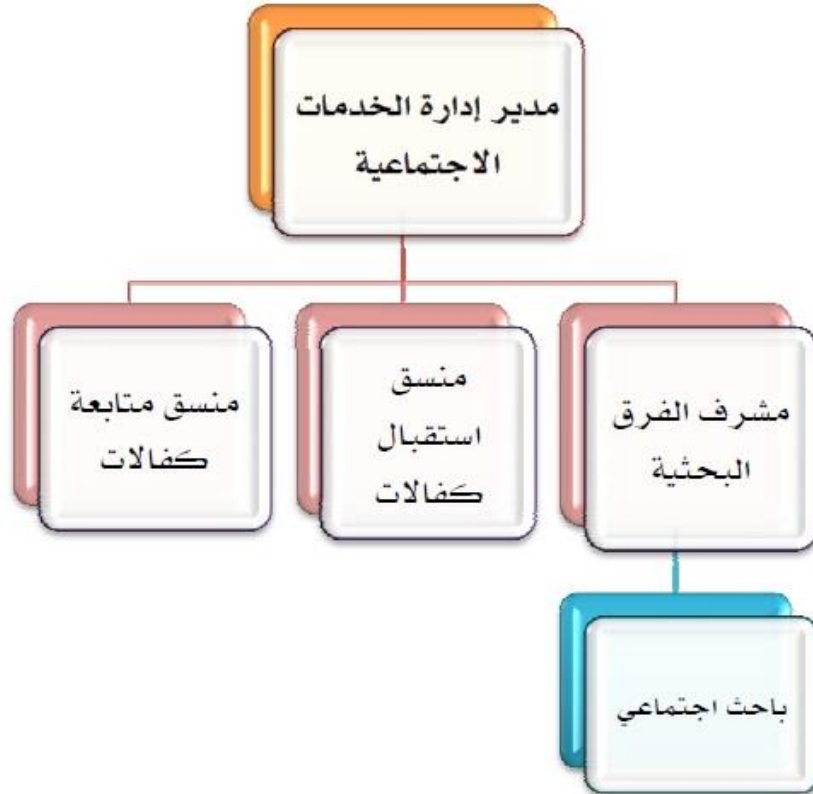 مدير إدارة الخدمات
الاجتماعية
مشرف الفرق
البحثية
منسق
استقبال
كفالات
منسق متابعة
كفالات
باحث اجتماعي